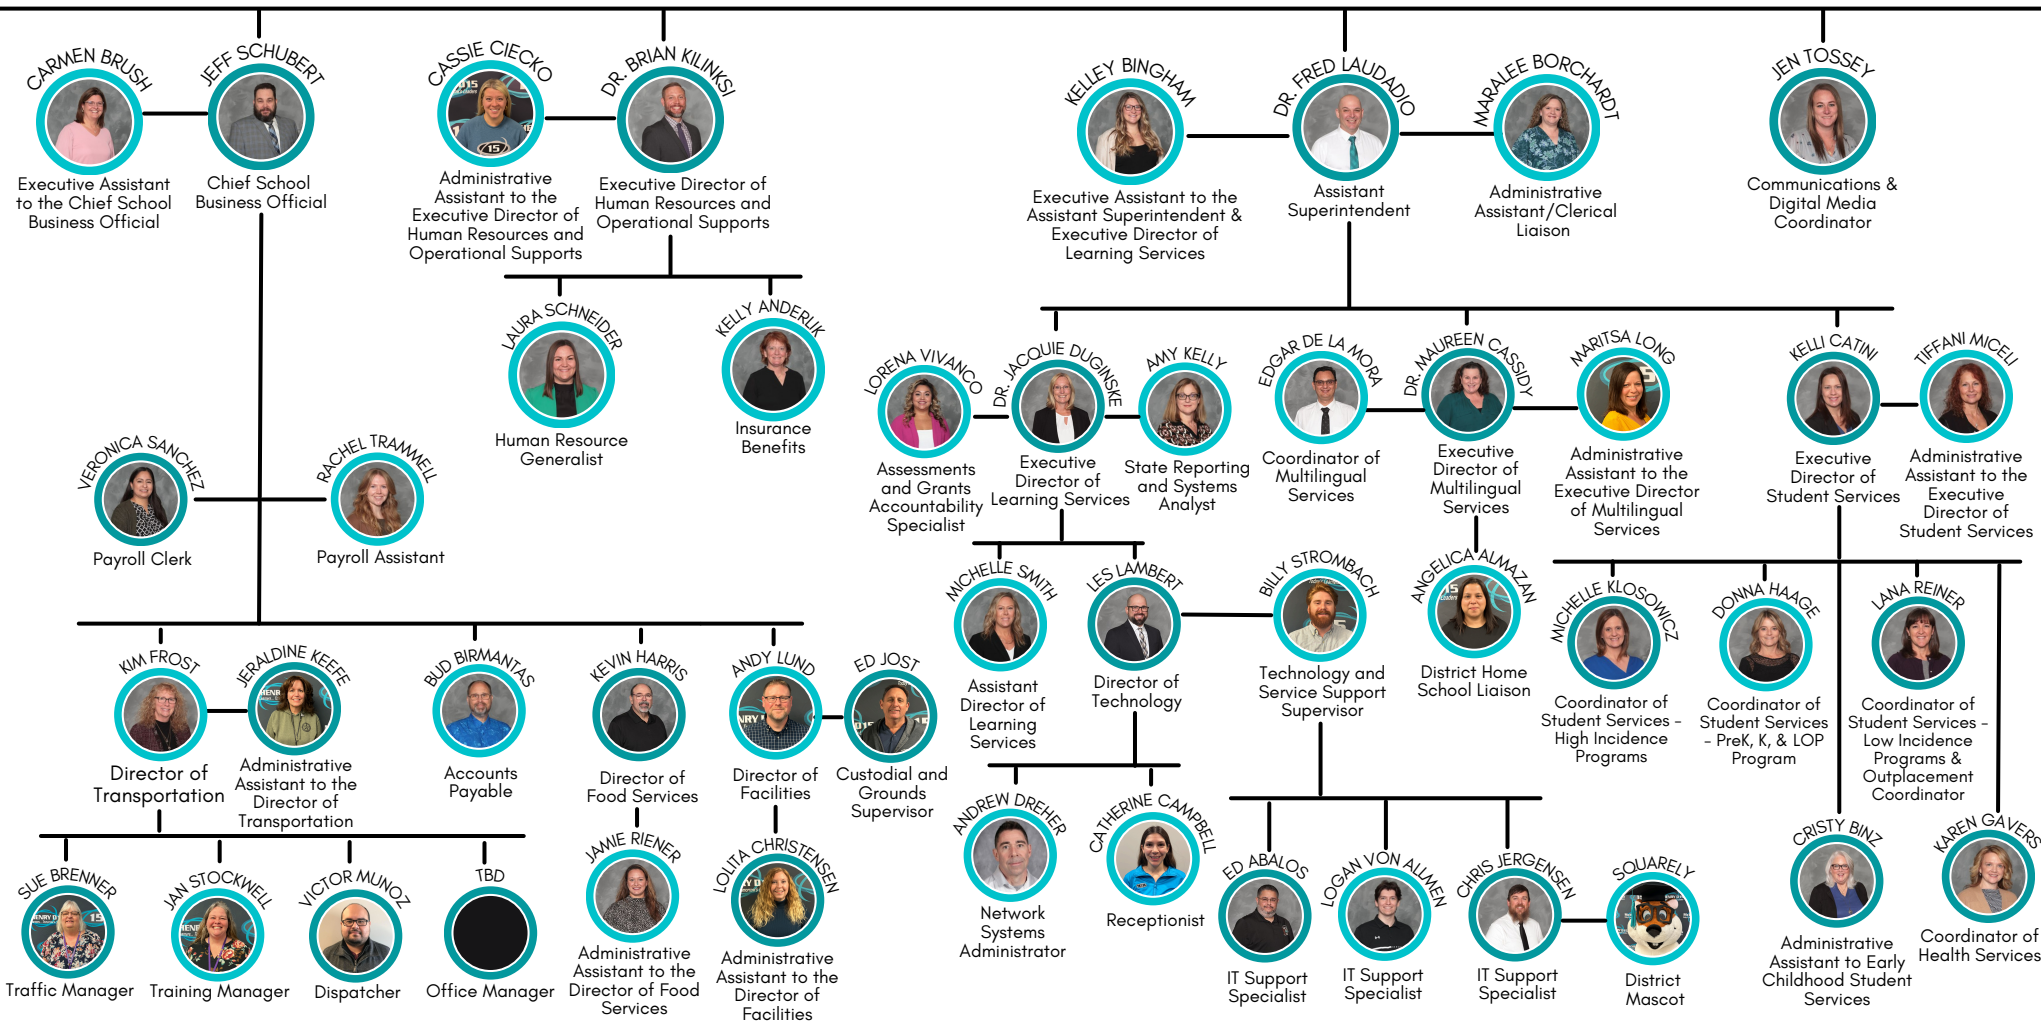 CARMEN BRUSH
Executive Assistant
to the Chief School
Business Official
JEFF SCHUBERT
Chief School
Business Official
CASSIE CIECKO
Administrative
Assistant to the
Executive Director of
Human Resources and
Operational Supports
DR. BRIAN KILINKSI
Executive Director of
Human Resources and
Operational Supports
KELLEY BINGHAM
Executive Assistant to the
Assistant Superintendent &
Executive Director of
Learning Services
DR. FRED LAUDADIO
Assistant
Superintendent
MARALEE BORCHARDT
Administrative
Assistant/Clerical
Liaison
JEN TOSSEY
Communications &
Digital Media
Coordinator
LAURA SCHNEIDER
Human Resource
Generalist
KELLY ANDERLIK
Insurance
Benefits
LORENA VIVANCO
Assessments
and Grants
Accountability
Specialist
DR. JACQUIE DUGINSKE
Executive
Director of
Learning Services
AMY KELLY
State Reporting
and Systems
Analyst
EDGAR DE LA MORA
Coordinator of
Multilingual
Services
DR. MAUREEN CASSIDY
Executive
Director of
Multilingual
Services
MARITSA LONG
Administrative
Assistant to the
Executive Director
of Multilingual
Services
KELLI CATINI
Executive
Director of
Student Services
TIFFANI MICELI
Administrative
Assistant to the
Executive
Director of
Student Services
VERONICA SANCHEZ
Payroll Clerk
RACHEL TRAMMELL
Payroll Assistant
MICHELLE SMITH
Assistant
Director of
Learning
Services
LES LAMBERT
Director of
Technology
BILLY STROMBACH
Technology and
Service Support
Supervisor
ANGELICA ALMAZAN
15
District Home
School Liaison
MICHELLE KLOSOWICZ
Coordinator of
Student Services -
High Incidence
Programs
DONNA HAAGE
Coordinator of
Student Services
- PreK, K, & LOP
Program
LANA REINER
Coordinator of
Student Services -
Low Incidence
Programs &
Outplacement
Coordinator
KIM FROST
Director of
Transportation
JERALDINE KEEFE
Administrative
Assistant to the
Director of
Transportation
BUD BIRMANTAS
Accounts
Payable
KEVIN HARRIS
Director of
Food Services
ANDY LUND
Director of
Facilities
ED JOST
Custodial and
Grounds
Supervisor
SUE BRENNER
Traffic Manager
JAN STOCKWELL
Training Manager
VICTOR MUNOZ
Dispatcher
TBD
Office Manager
JAMIE RIENER
Administrative
Assistant to the
Director of Food
Services
LOLITA CHRISTENSEN
Administrative
Assistant to the
Director of
Facilities
ANDREW DREHER
Network
Systems
Administrator
CATHERINE CAMPBELL
Receptionist
ED ABALOS
IT Support
Specialist
LOGAN VON ALLMEN
IT Support
Specialist
CHRIS JERGENSEN
IT Support
Specialist
SQUARELY
District
Mascot
CRISTY BINZ
Administrative
Assistant to Early
Childhood Student
Services
KAREN GAVERS
Coordinator of
Health Services